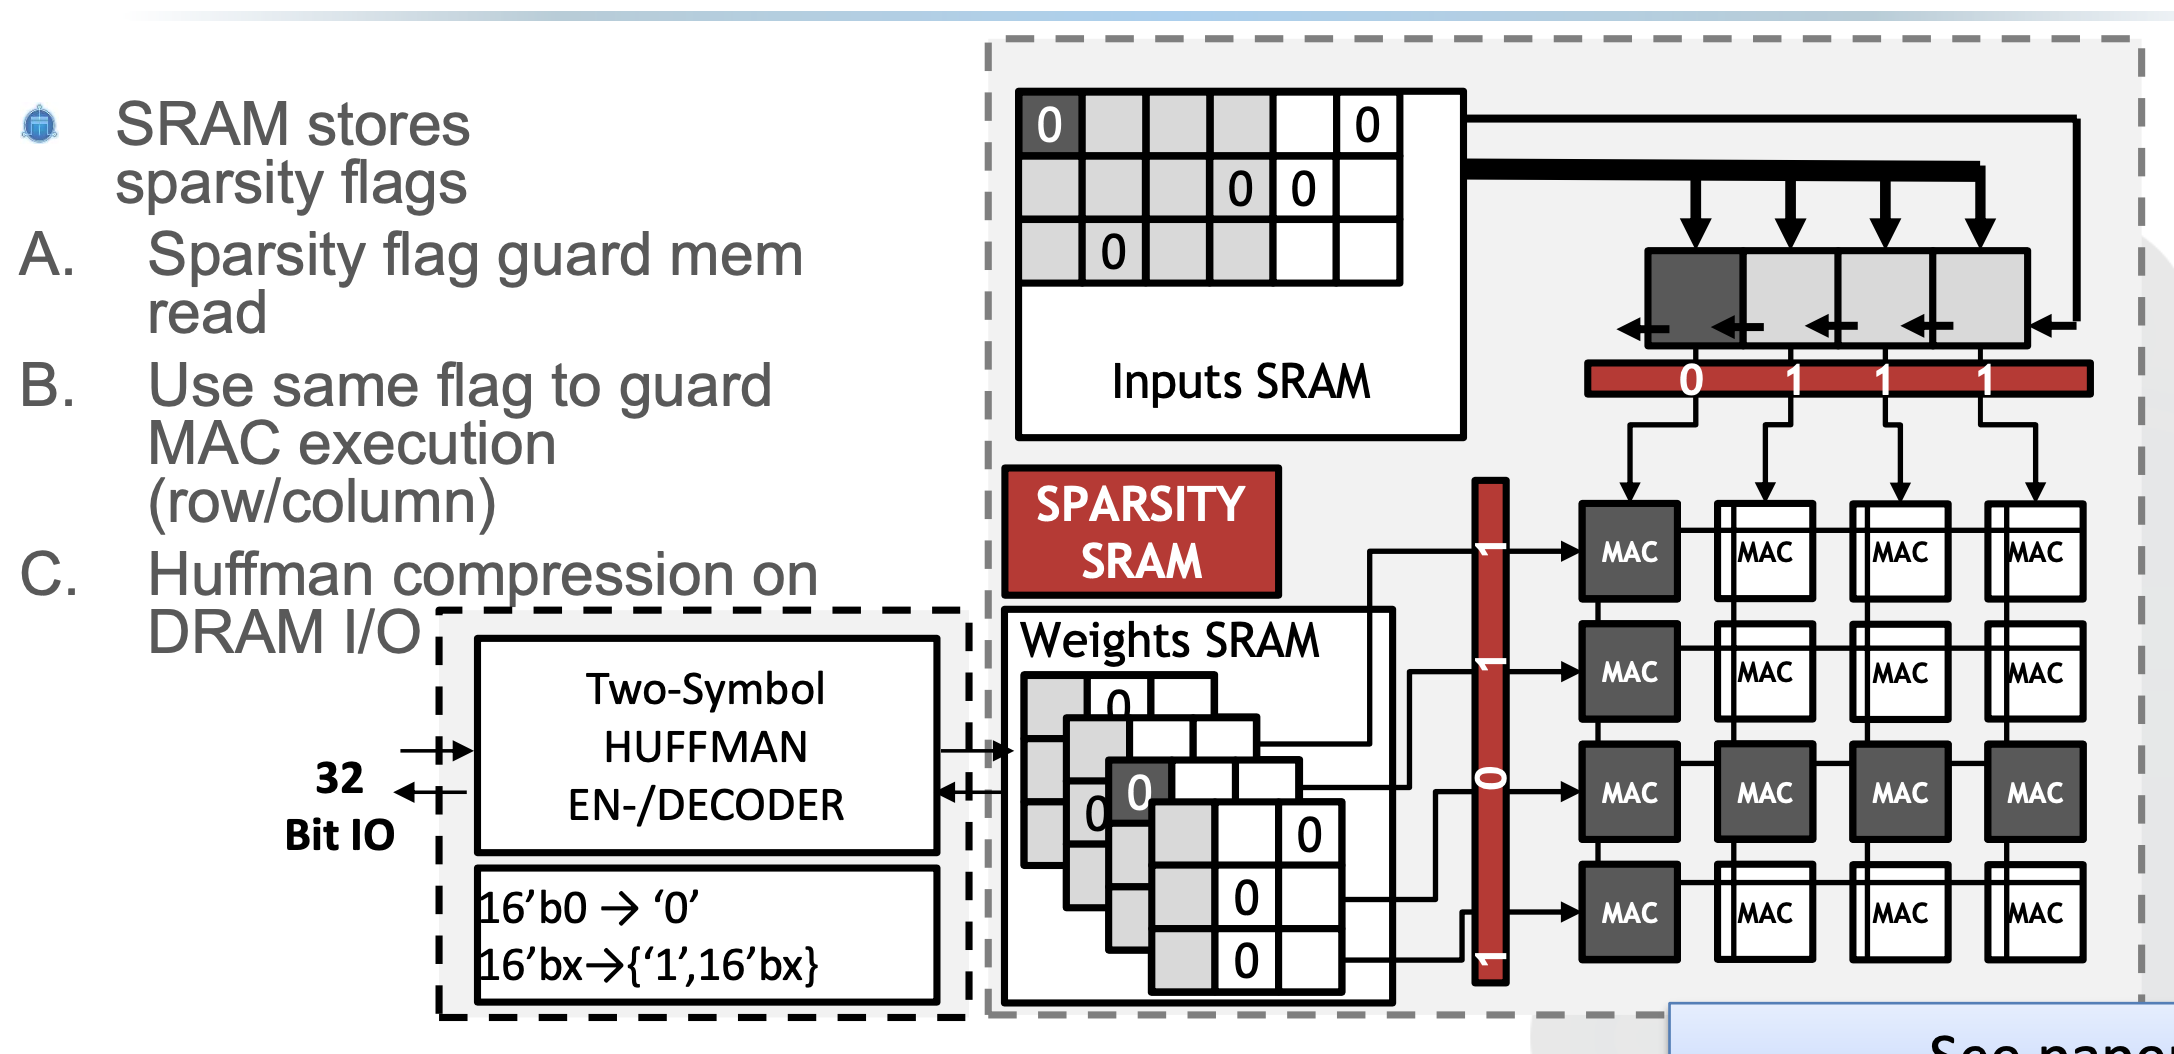 SRAM stores
sparsity flags
A. Sparsity flag guard mem
read
B. Use same flag to guard
MAC execution
(row/column)
C. Huffman compression on
DRAM I/O
0 0
0 0
0
Inputs SRAM
0 1 1 1
SPARSITY
SRAM
Weights SRAM
0
0
0
0
0
0
1
1
0
1
MAC MAC MAC MAC
MAC MAC MAC MAC
MAC MAC MAC MAC
MAC MAC MAC MAC
Two-Symbol
HUFFMAN
EN-/DECODER
32
Bit IO
16’b0 → ‘0’
16’bx→{‘1’,16’bx}
See